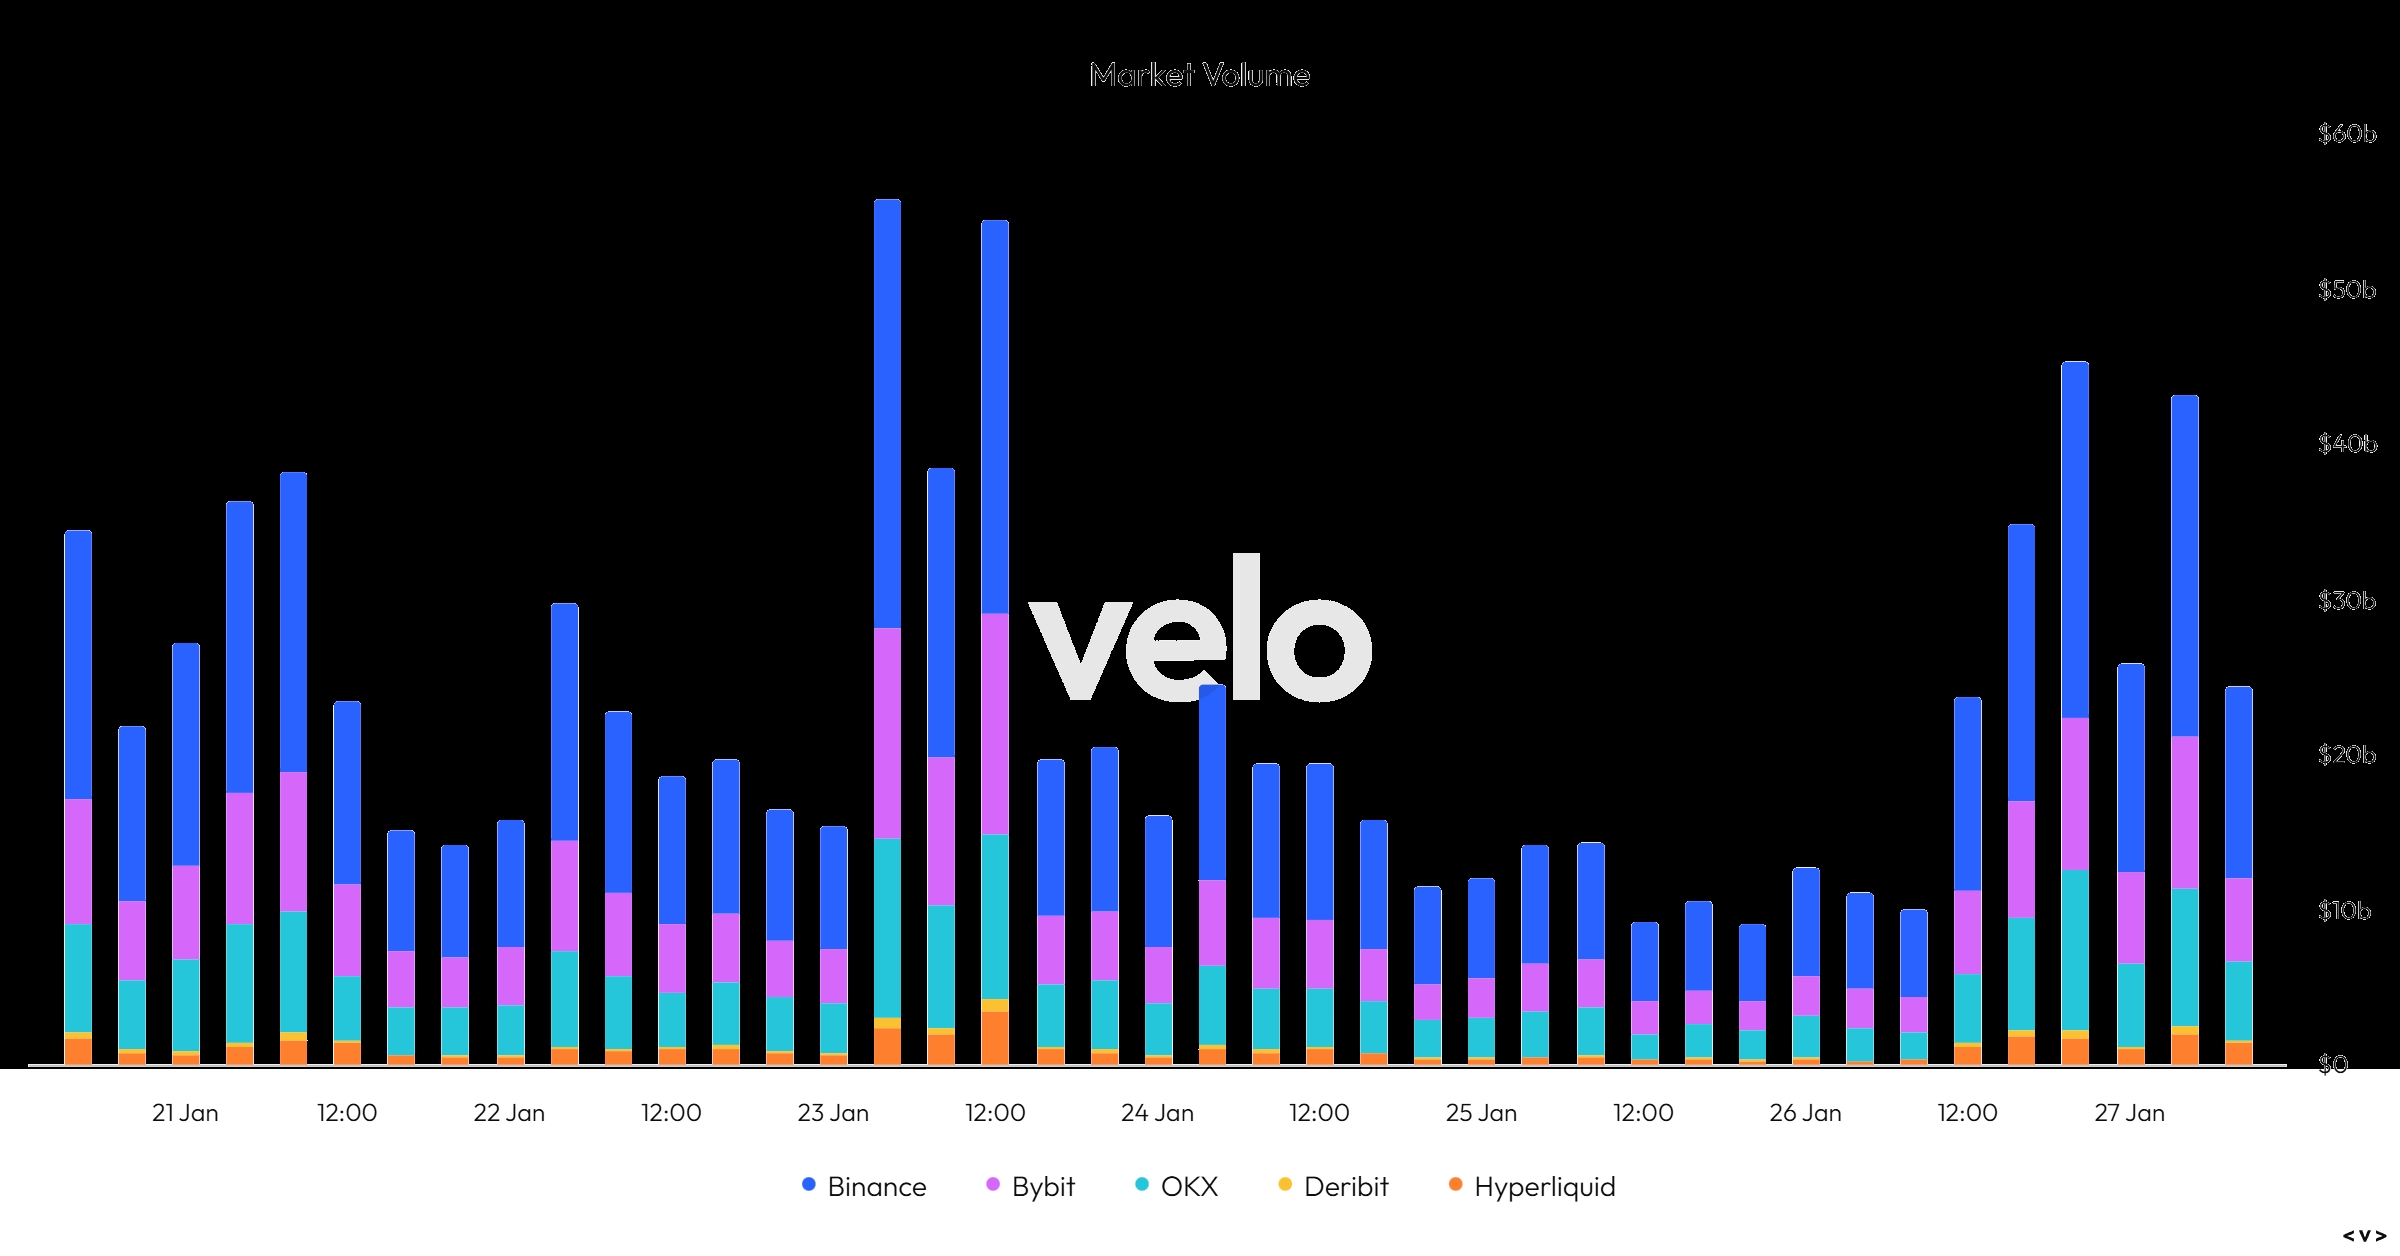 Market Volume
$60b
$50b
$40b
$30b
$20b
$10b
$0
velo
21 Jan 12:00 22 Jan 12:00 23 Jan 12:00 24 Jan 12:00 25 Jan 12:00 26 Jan 12:00 27 Jan
Binance Bybit OKX Deribit Hyperliquid
<v>